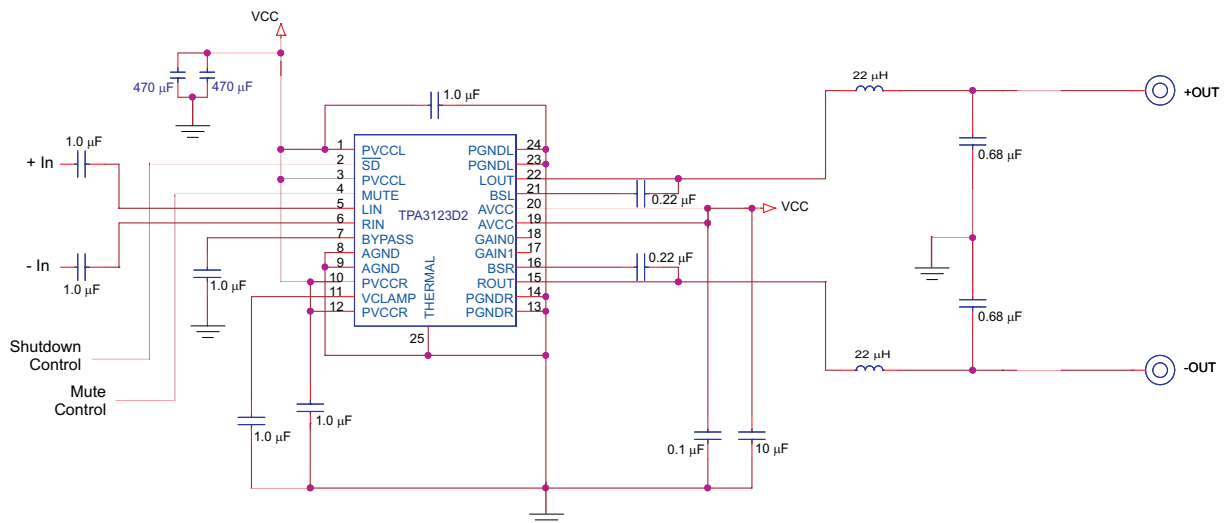 VCC
470 μF
470 μF
1.0 μF
1.0 μF
+ In
- In
1.0 μF
1.0 μF
Shutdown
Control
Mute
Control
1.0 μF
1.0 μF
1 PVCCL
2 SD
3 PVCCL
4 MUTE
5 LIN
6 RIN
7 BYPASS
8 AGND
9 AGND
10 PVCCR
11 VCLAMP
12 PVCCR
TPA3123D2
THERMAL
25
PGNDL 24
PGNDL 23
LOUT 22
BSL 21
AVCC 20
AVCC 19
GAIN0 18
GAIN1 17
BSR 16
ROUT 15
PGNDR 14
PGNDR 13
0.22 μF
VCC
0.22 μF
0.1 μF
10 μF
22 μH
+OUT
0.68 μF
0.68 μF
22 μH
-OUT